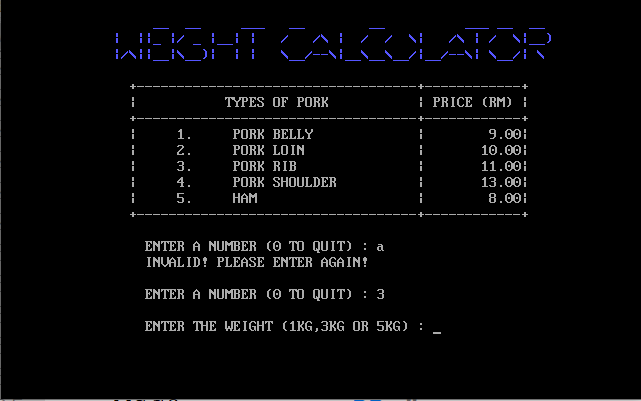 WEIGHT CALCULATOR
TYPES OF PORK PRICE (RM)
1. PORK BELLY 9.00
2. PORK LOIN 10.00
3. PORK RIB 11.00
4. PORK SHOULDER 13.00
5. HAM 8.00
ENTER A NUMBER (0 TO QUIT) : a
INVALID! PLEASE ENTER AGAIN!
ENTER A NUMBER (0 TO QUIT) : 3
ENTER THE WEIGHT (1KG,3KG OR 5KG) : _